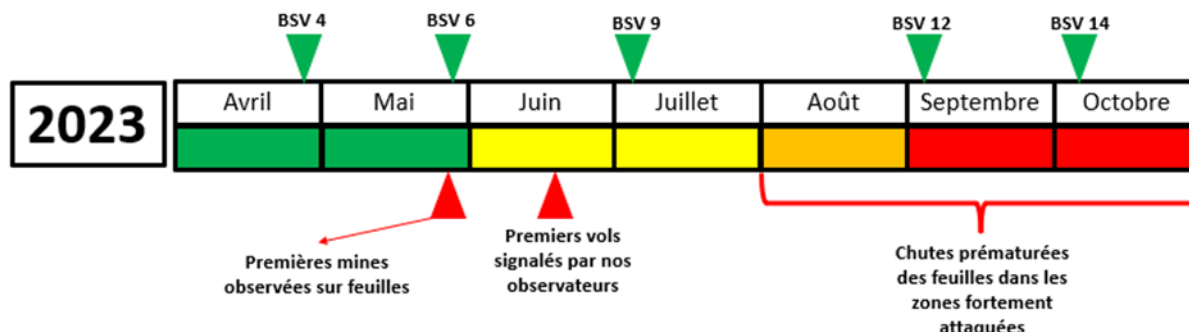 BSV 4
BSV 6
BSV 9
BSV 12
BSV 14
2023
Avril
Mai
Juin
Juillet
Août
Septembre
Octobre
Premières mines
observées sur feuilles
Premiers vols
signalés par nos
observateurs
Chutes prématurées
des feuilles dans les
zones fortement
attaquées